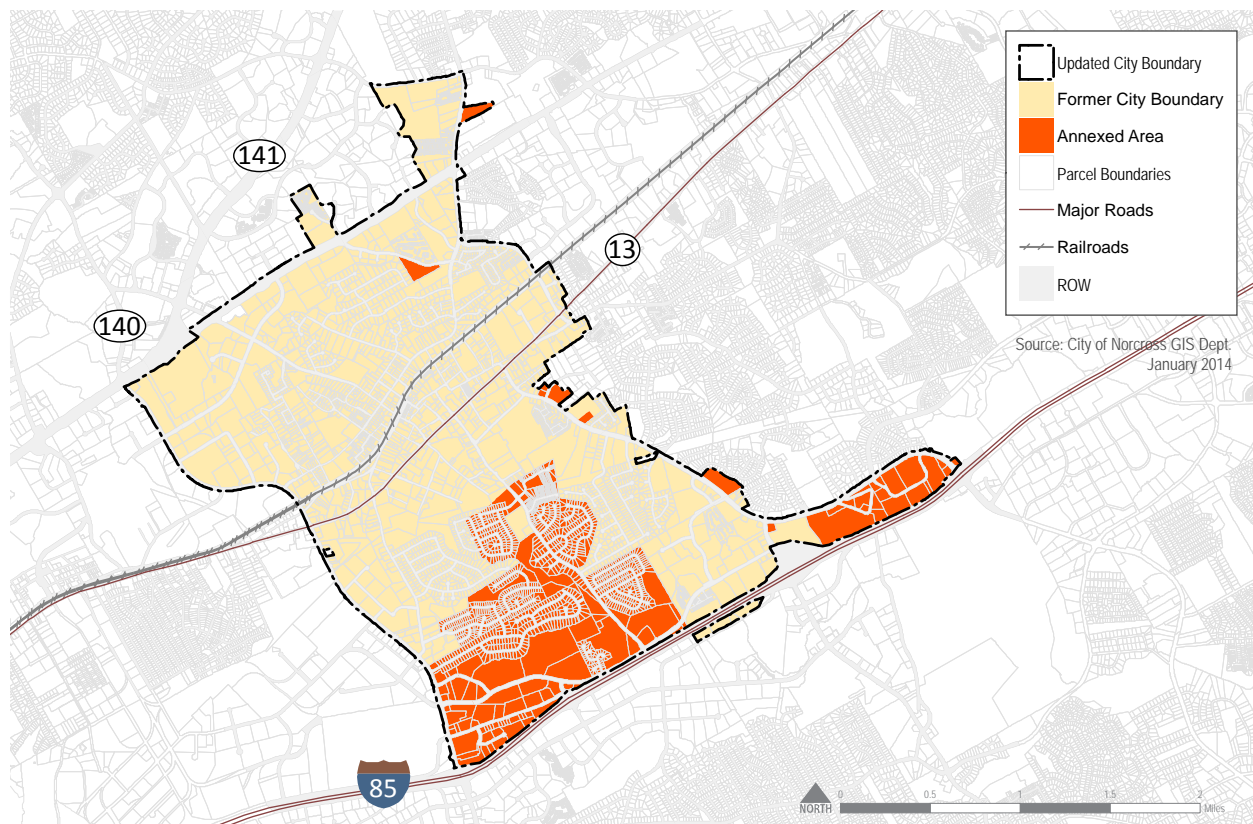 Updated City Boundary
Former City Boundary
Annexed Area
Parcel Boundaries
Major Roads
Railroads
ROW
Source: City of Norcross GIS Dept.
January 2014
141
13
140
85
NORTH
0 0.5 1 1.5 2
Miles